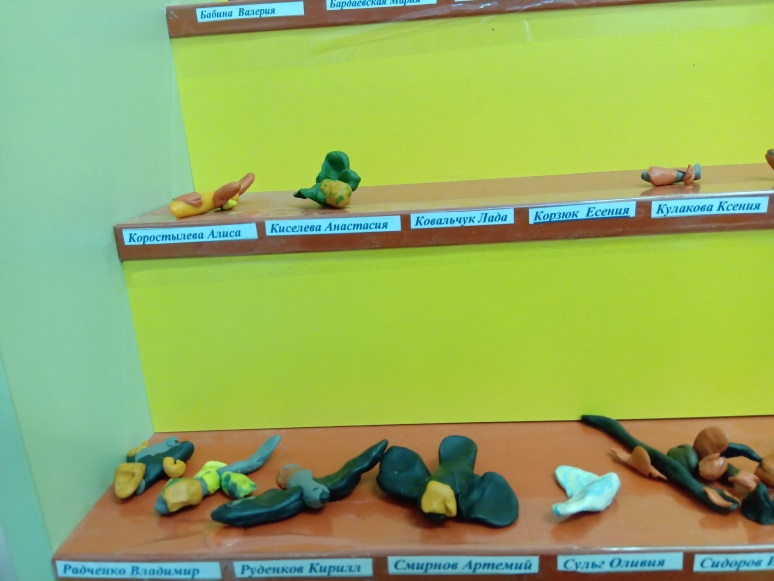 Бабина Валерия
Бардаевская Мария
Коростылева Алиса
Киселева Анастасия
Ковальчук Лада
Корзюк Есения
Кулакова Ксения
Радченко Владимир
Руденков Кирилл
Смирнов Артемий
Сульг Оливия
Сидоров